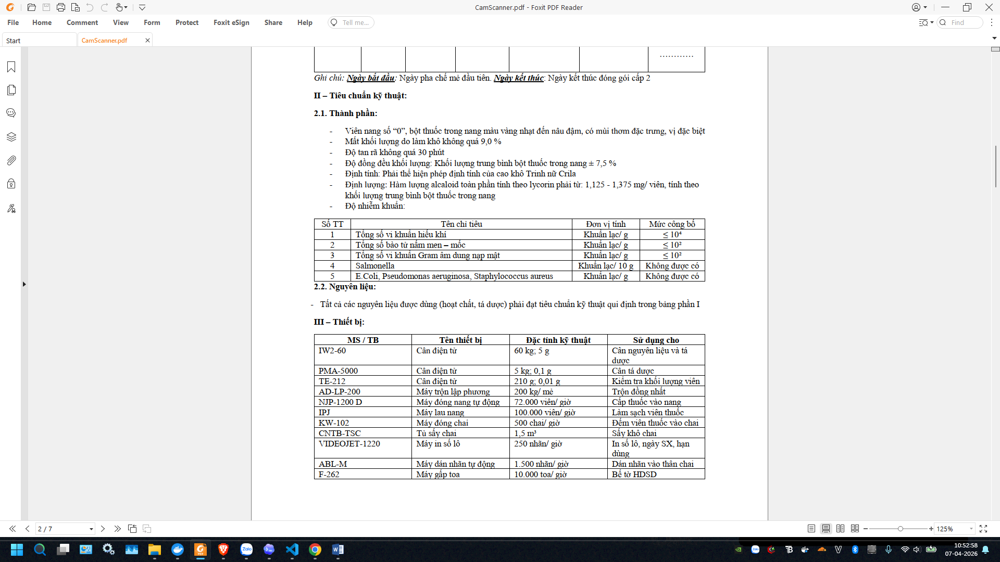 CamScanner.pdf - Foxit PDF Reader
File Home Comment View Form Protect Foxit eSign Share Help Tell me... Find
Start CamScanner.pdf
…………
Ghi chú: Ngày bắt đầu: Ngày pha chế mẻ đầu tiên. Ngày kết thúc: Ngày kết thúc đóng gói cấp 2
II – Tiêu chuẩn kỹ thuật:
2.1. Thành phần:
- Viên nang số “0”, bột thuốc trong nang màu vàng nhạt đến nâu đậm, có mùi thơm đặc trưng, vị đặc biệt
- Mất khối lượng do làm khô không quá 9,0 %
- Độ tan rã không quá 30 phút
- Độ đồng đều khối lượng: Khối lượng trung bình bột thuốc trong nang ± 7,5 %
- Định tính: Phải thể hiện phép định tính của cao khô Trinh nữ Crila
- Định lượng: Hàm lượng alcaloid toàn phần tính theo lycorin phải từ: 1,125 - 1,375 mg/ viên, tính theo
khối lượng trung bình bột thuốc trong nang
- Độ nhiễm khuẩn:
Số TT Tên chỉ tiêu Đơn vị tính Mức công bố
1 Tổng số vi khuẩn hiếu khí Khuẩn lạc/ g ≤ 10⁴
2 Tổng số bào tử nấm men – mốc Khuẩn lạc/ g ≤ 10²
3 Tổng số vi khuẩn Gram âm dung nạp mật Khuẩn lạc/ g ≤ 10²
4 Salmonella Khuẩn lạc/ 10 g Không được có
5 E.Coli, Pseudomonas aeruginosa, Staphylococcus aureus Khuẩn lạc/ g Không được có
2.2. Nguyên liệu:
- Tất cả các nguyên liệu được dùng (hoạt chất, tá dược) phải đạt tiêu chuẩn kỹ thuật qui định trong bảng phần I
III – Thiết bị:
MS / TB Tên thiết bị Đặc tính kỹ thuật Sử dụng cho
IW2-60 Cân điện tử 60 kg; 5 g Cân nguyên liệu và tá
dược
PMA-5000 Cân điện tử 5 kg; 0,1 g Cân tá dược
TE-212 Cân điện tử 210 g; 0,01 g Kiểm tra khối lượng viên
AD-LP-200 Máy trộn lập phương 200 kg/ mẻ Trộn đồng nhất
NJP-1200 D Máy đóng nang tự động 72.000 viên/ giờ Cấp thuốc vào nang
IPJ Máy lau nang 100.000 viên/ giờ Làm sạch viên thuốc
KW-102 Máy đóng chai 500 chai/ giờ Đếm viên thuốc vào chai
CNTB-TSC Tủ sấy chai 1,5 m³ Sấy khô chai
VIDEOJET-1220 Máy in số lô 250 nhãn/ giờ In số lô, ngày SX, hạn
dùng
ABL-M Máy dán nhãn tự động 1.500 nhãn/ giờ Dán nhãn vào thân chai
F-262 Máy gấp toa 10.000 toa/ giờ Bế tờ HDSD
2 / 7 125%
10:52:58
07-04-2026